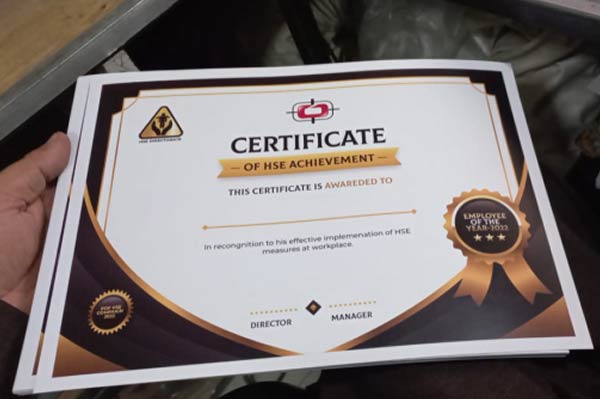 CERTIFICATE
— OF HSE ACHIEVEMENT —
THIS CERTIFICATE IS AWAREDED TO
In recongnition to his effective implemenation of HSE
measures at workplace.
EMPLOYEE
OF THE
YEAR-2022
DIRECTOR
MANAGER
2022